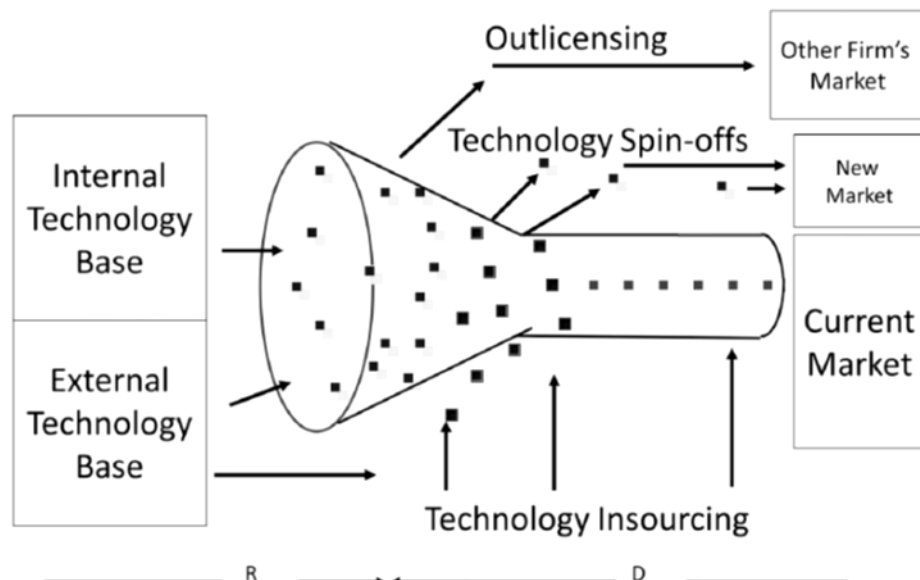 Outlicensing
Other Firm's
Market
Technology Spin-offs
New
Market
Internal
Technology
Base
External
Technology
Base
Current
Market
Technology Insourcing
R
D